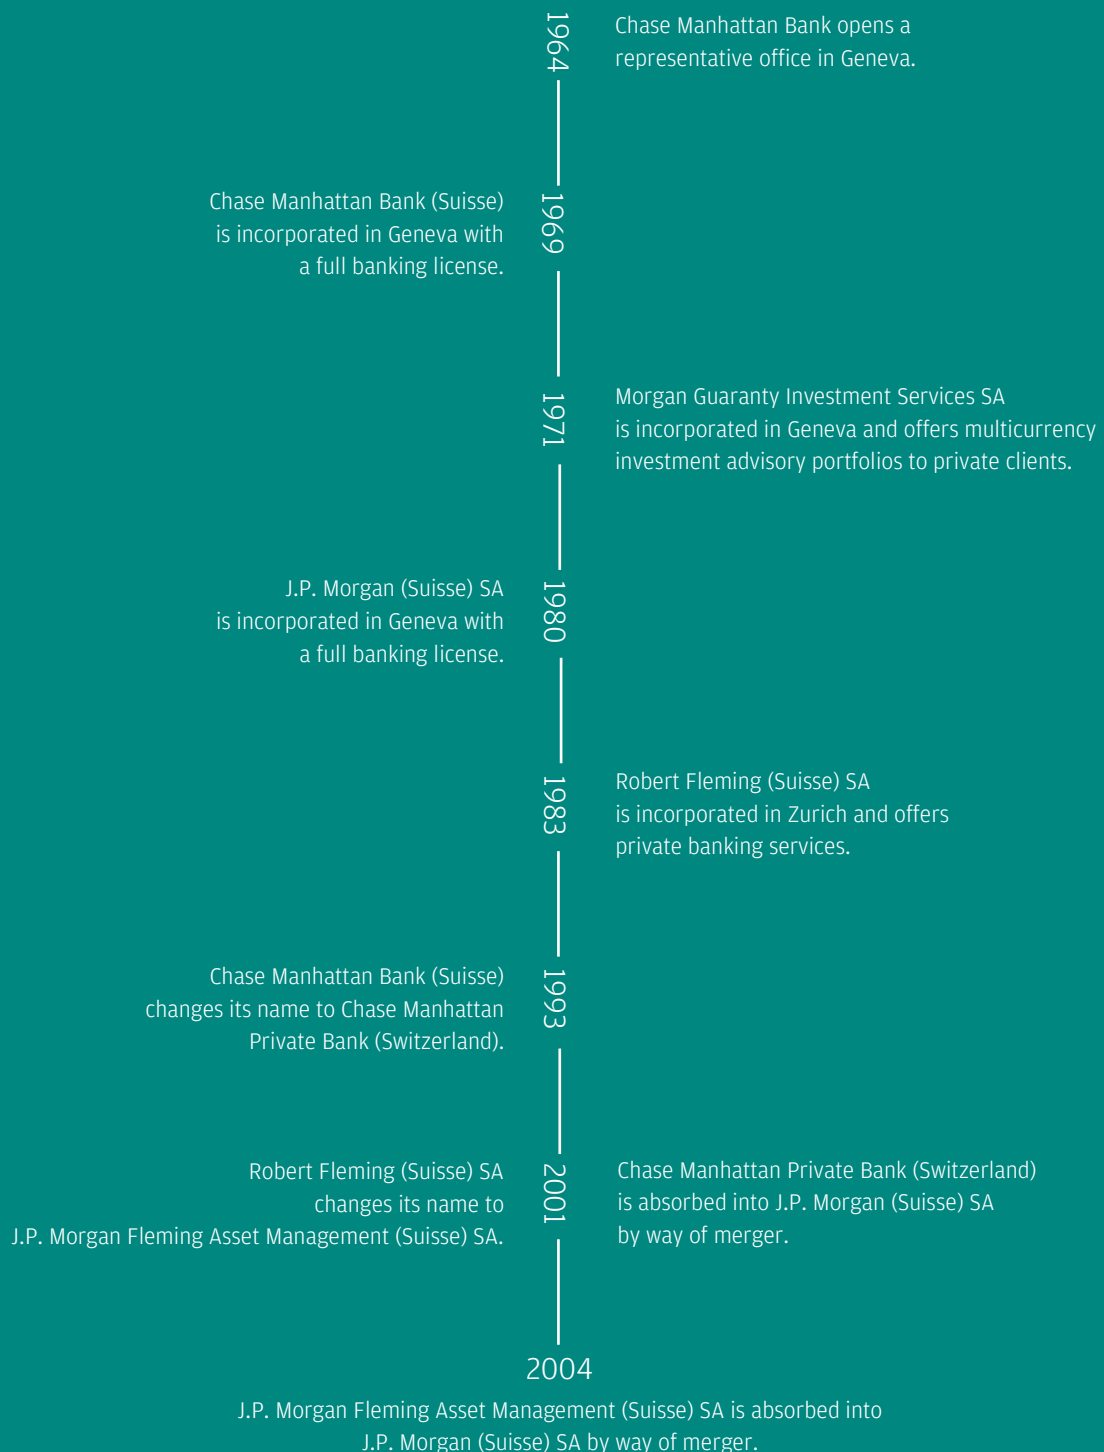 1964
Chase Manhattan Bank opens a
representative office in Geneva.
1969
Chase Manhattan Bank (Suisse)
is incorporated in Geneva with
a full banking license.
1971
Morgan Guaranty Investment Services SA
is incorporated in Geneva and offers multicurrency
investment advisory portfolios to private clients.
1980
J.P. Morgan (Suisse) SA
is incorporated in Geneva with
a full banking license.
1983
Robert Fleming (Suisse) SA
is incorporated in Zurich and offers
private banking services.
1993
Chase Manhattan Bank (Suisse)
changes its name to Chase Manhattan
Private Bank (Switzerland).
2001
Robert Fleming (Suisse) SA
changes its name to
J.P. Morgan Fleming Asset Management (Suisse) SA.
Chase Manhattan Private Bank (Switzerland)
is absorbed into J.P. Morgan (Suisse) SA
by way of merger.
2004
J.P. Morgan Fleming Asset Management (Suisse) SA is absorbed into
J.P. Morgan (Suisse) SA by way of merger.